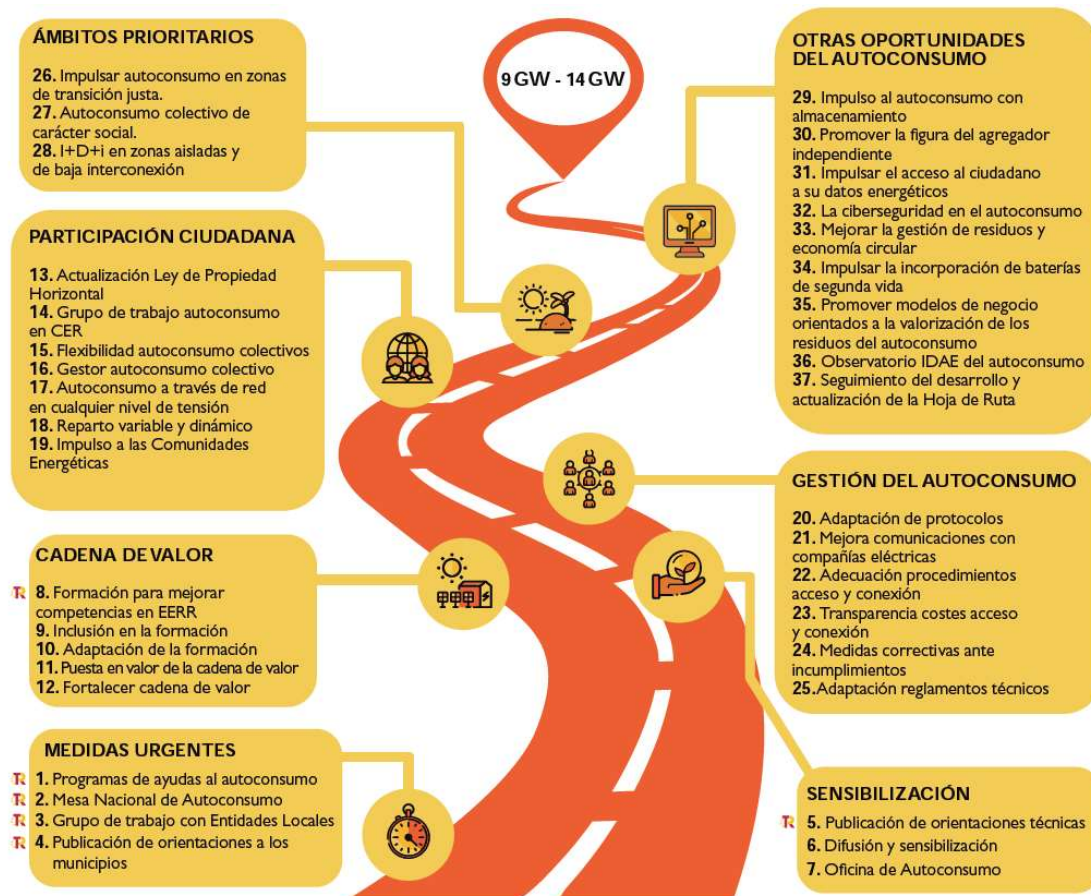 ÁMBITOS PRIORITARIOS
26. Impulsar autoconsumo en zonas
de transición justa.
27. Autoconsumo colectivo de
carácter social.
28. I+D+i en zonas aisladas y
de baja interconexión
9 GW - 14 GW
OTRAS OPORTUNIDADES
DEL AUTOCONSUMO
29. Impulso al autoconsumo con
almacenamiento
30. Promover la figura del agregador
independiente
31. Impulsar el acceso al ciudadano
a su datos energéticos
32. La ciberseguridad en el autoconsumo
33. Mejorar la gestión de residuos y
economía circular
34. Impulsar la incorporación de baterías
de segunda vida
35. Promover modelos de negocio
orientados a la valorización de los
residuos del autoconsumo
36. Observatorio IDAE del autoconsumo
37. Seguimiento del desarrollo y
actualización de la Hoja de Ruta
PARTICIPACIÓN CIUDADANA
13. Actualización Ley de Propiedad
Horizontal
14. Grupo de trabajo autoconsumo
en CER
15. Flexibilidad autoconsumo colectivos
16. Gestor autoconsumo colectivo
17. Autoconsumo a través de red
en cualquier nivel de tensión
18. Reparto variable y dinámico
19. Impulso a las Comunidades
Energéticas
GESTIÓN DEL AUTOCONSUMO
20. Adaptación de protocolos
21. Mejora comunicaciones con
compañías eléctricas
22. Adecuación procedimientos
acceso y conexión
23. Transparencia costes acceso
y conexión
24. Medidas correctivas ante
incumplimientos
25.Adaptación reglamentos técnicos
CADENA DE VALOR
TR 8. Formación para mejorar
competencias en EERR
9. Inclusión en la formación
10. Adaptación de la formación
11. Puesta en valor de la cadena de valor
12. Fortalecer cadena de valor
MEDIDAS URGENTES
TR 1. Programas de ayudas al autoconsumo
TR 2. Mesa Nacional de Autoconsumo
TR 3. Grupo de trabajo con Entidades Locales
TR 4. Publicación de orientaciones a los
municipios
SENSIBILIZACIÓN
TR 5. Publicación de orientaciones técnicas
6. Difusión y sensibilización
7. Oficina de Autoconsumo